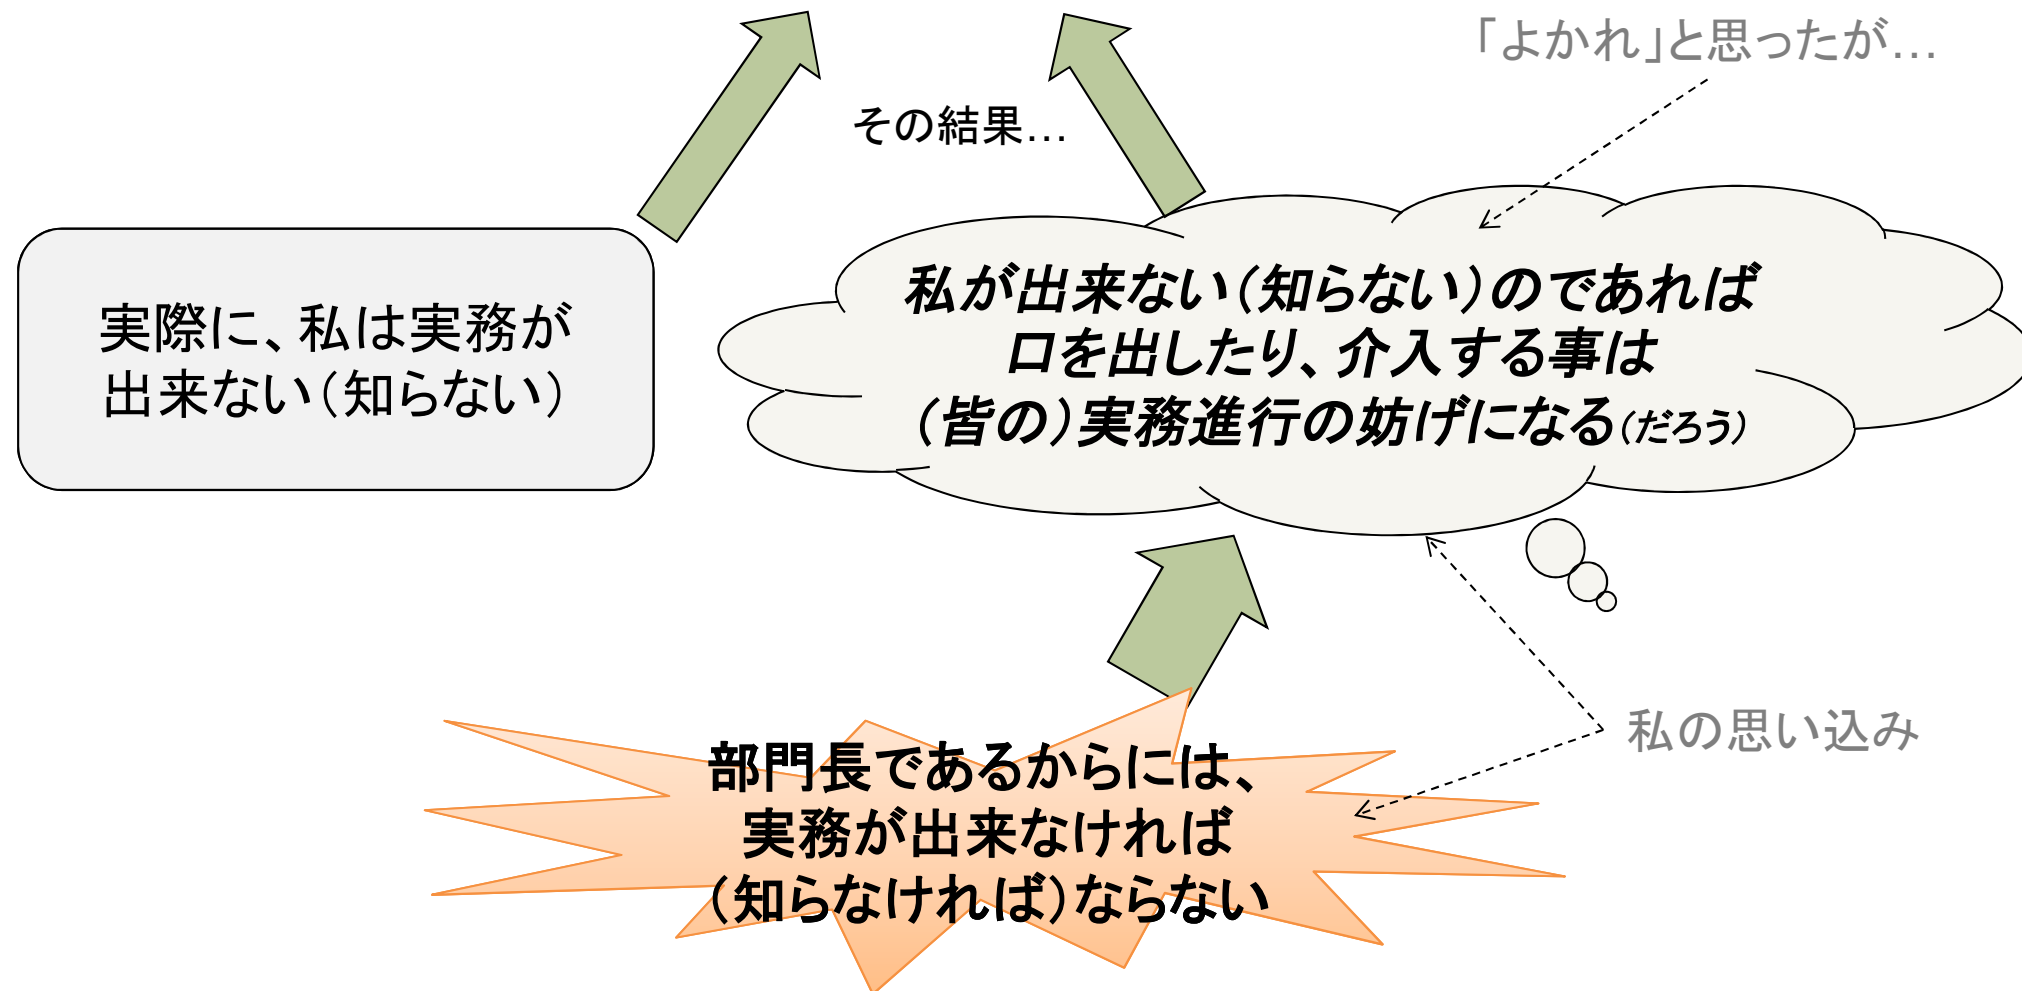 「よかれ」と思ったが…
その結果…
実際に、私は実務が
出来ない（知らない）
私が出来ない（知らない）のであれば
口を出したり、介入する事は
（皆の）実務進行の妨げになる（だろう）
私の思い込み
部門長であるからには、
実務が出来なければ
（知らなければ）ならない